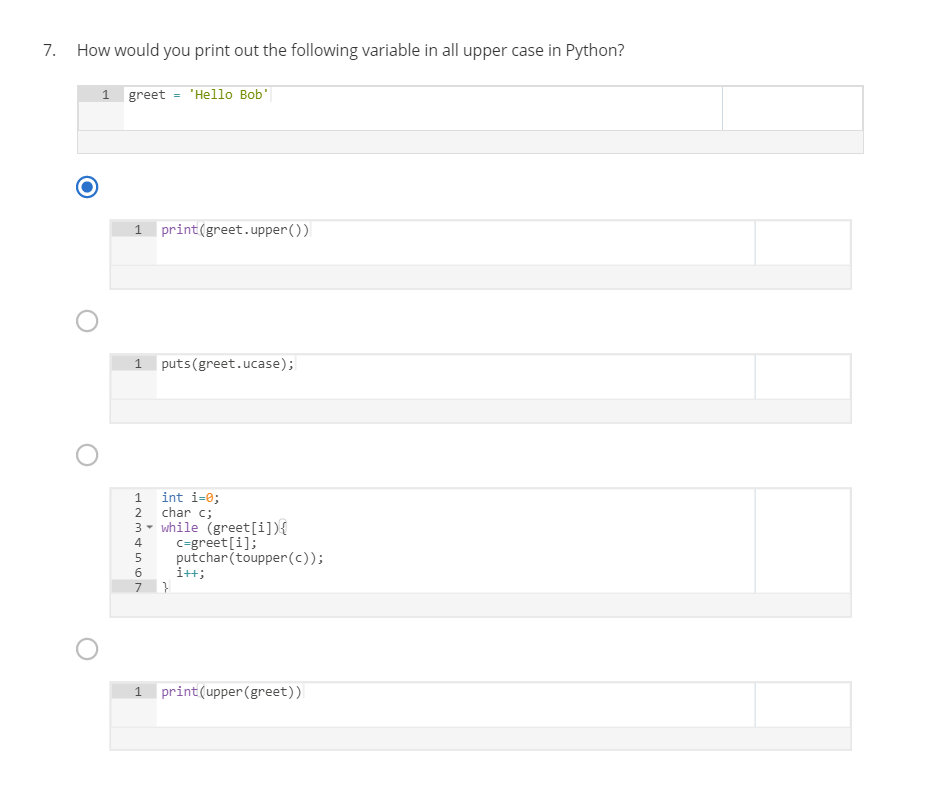 7. How would you print out the following variable in all upper case in Python?
1 greet = 'Hello Bob'
1 print(greet.upper())
1 puts(greet.ucase);
1 int i=0;
2 char c;
3 while (greet[i]){
4 c=greet[i];
5 putchar(toupper(c));
6 i++;
7 }
1 print(upper(greet))